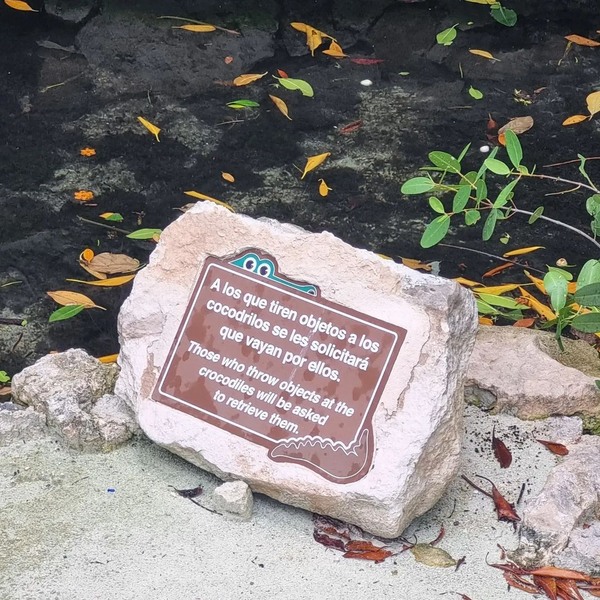 A los que tiren objetos a los
cocodrilos se les solicitará
que vayan por ellos.
Those who throw objects at the
crocodiles will be asked
to retrieve them.